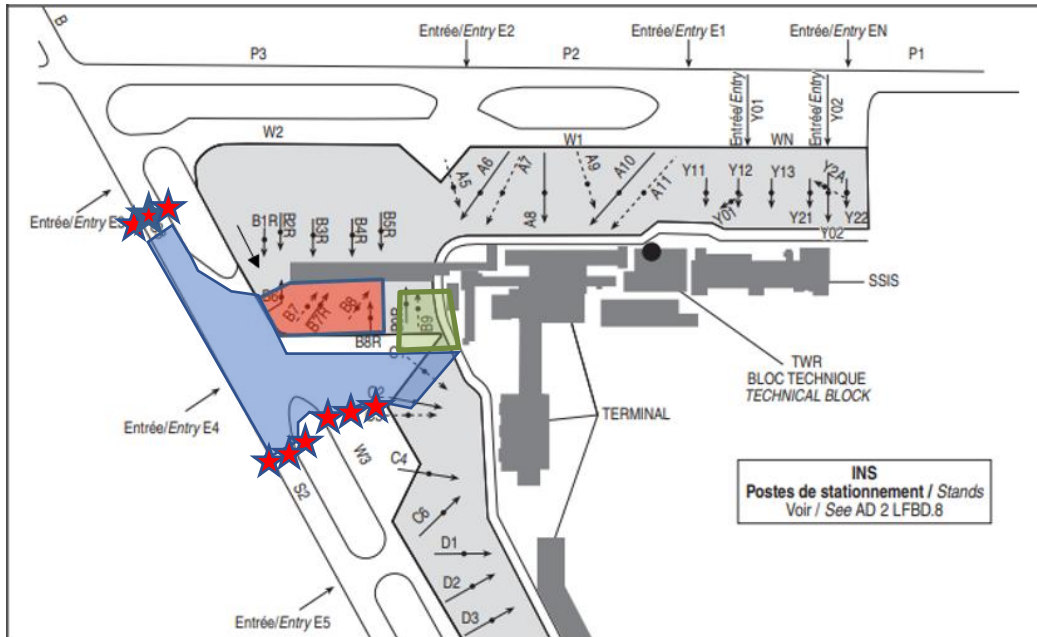 B
P3
Entrée/Entry E2
P2
Entrée/Entry E1
Entrée/Entry EN
P1
Entrée/Entry
Y01
Entrée/Entry
Y02
W2
W1
WN
A5
A6
A7
A8
A9
A10
A11
Y11
Y12
Y13
Y2A
Y01
Y21
Y22
Y02
Entrée/Entry E3
B1R
B2R
B3R
B4R
B5R
B6
B7
B7R
B8
B8R
B9
SSIS
TWR
BLOC TECHNIQUE
TECHNICAL BLOCK
TERMINAL
Entrée/Entry E4
W3
S2
C4
C6
D1
D2
D3
Entrée/Entry E5
INS
Postes de stationnement / Stands
Voir / See AD 2 LFBD.8